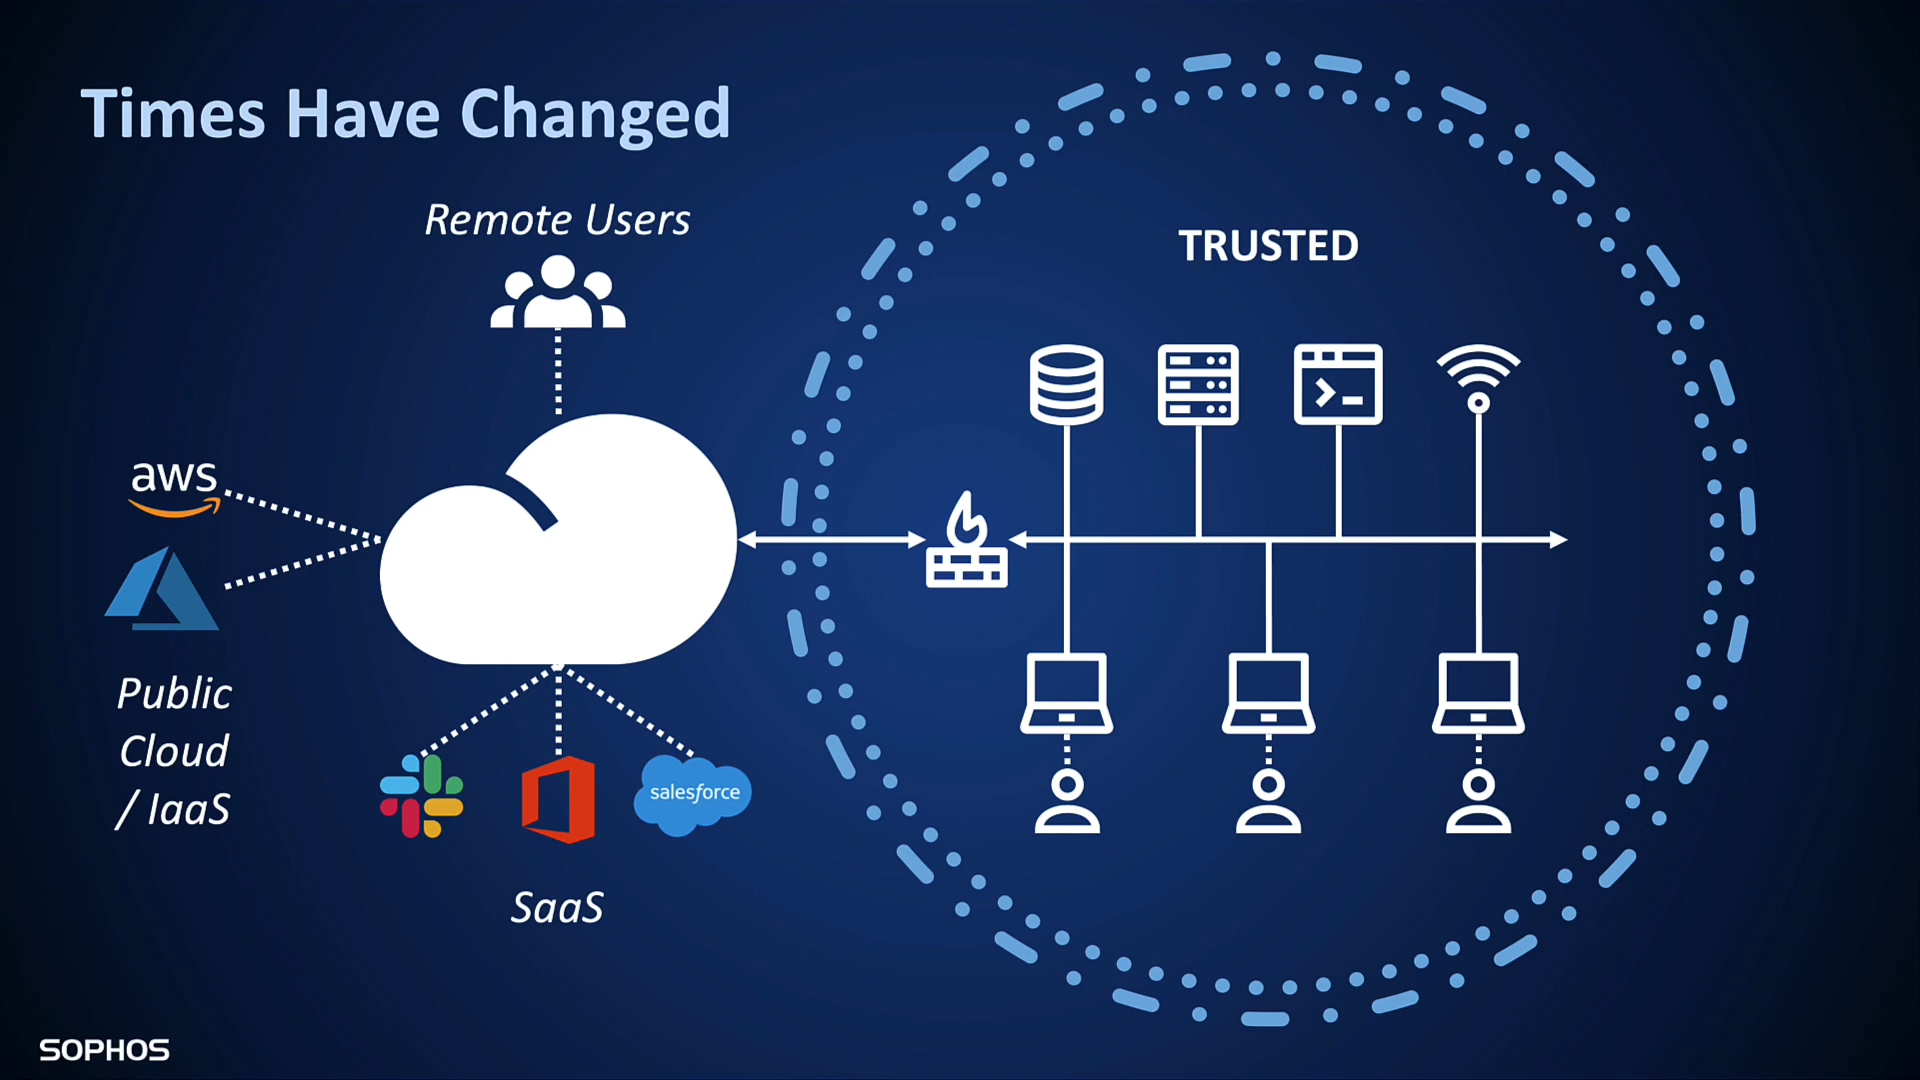 Times Have Changed
Remote Users
TRUSTED
aws
Public
Cloud
/ IaaS
salesforce
SaaS
SOPHOS